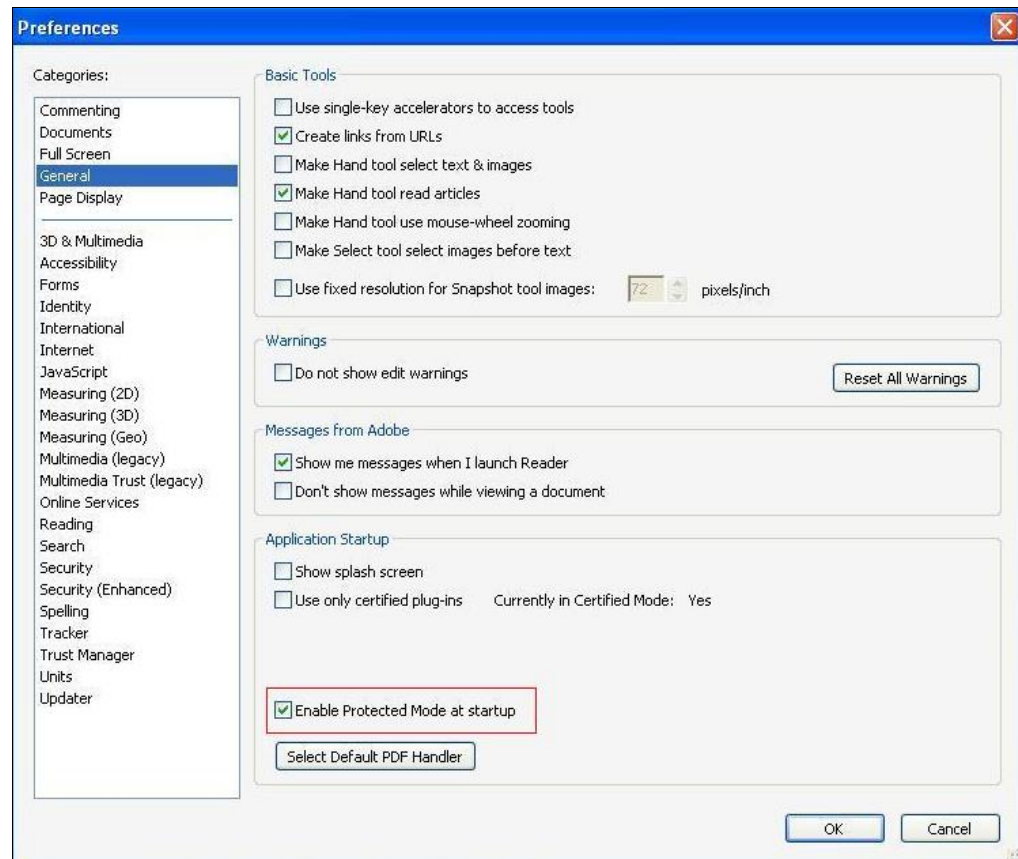 Preferences
Categories:
Commenting
Documents
Full Screen
General
Page Display
3D & Multimedia
Accessibility
Forms
Identity
International
Internet
JavaScript
Measuring (2D)
Measuring (3D)
Measuring (Geo)
Multimedia (legacy)
Multimedia Trust (legacy)
Online Services
Reading
Search
Security
Security (Enhanced)
Spelling
Tracker
Trust Manager
Units
Updater
Basic Tools
Use single-key accelerators to access tools
Create links from URLs
Make Hand tool select text & images
Make Hand tool read articles
Make Hand tool use mouse-wheel zooming
Make Select tool select images before text
Use fixed resolution for Snapshot tool images: 72 pixels/inch
Warnings
Do not show edit warnings
Reset All Warnings
Messages from Adobe
Show me messages when I launch Reader
Don't show messages while viewing a document
Application Startup
Show splash screen
Use only certified plug-ins Currently in Certified Mode: Yes
Enable Protected Mode at startup
Select Default PDF Handler
OK Cancel